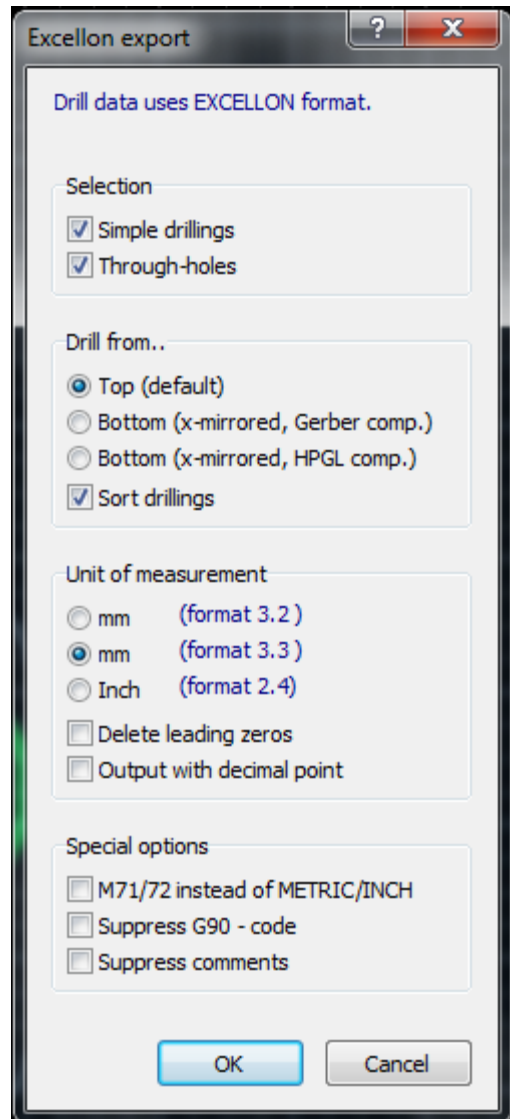 Excellon export
?
Drill data uses EXCELLON format.
Selection
Simple drillings
Through-holes
Drill from..
Top (default)
Bottom (x-mirrored, Gerber comp.)
Bottom (x-mirrored, HPGL comp.)
Sort drillings
Unit of measurement
mm (format 3.2 )
mm (format 3.3 )
Inch (format 2.4)
Delete leading zeros
Output with decimal point
Special options
M71/72 instead of METRIC/INCH
Suppress G90 - code
Suppress comments
OK Cancel